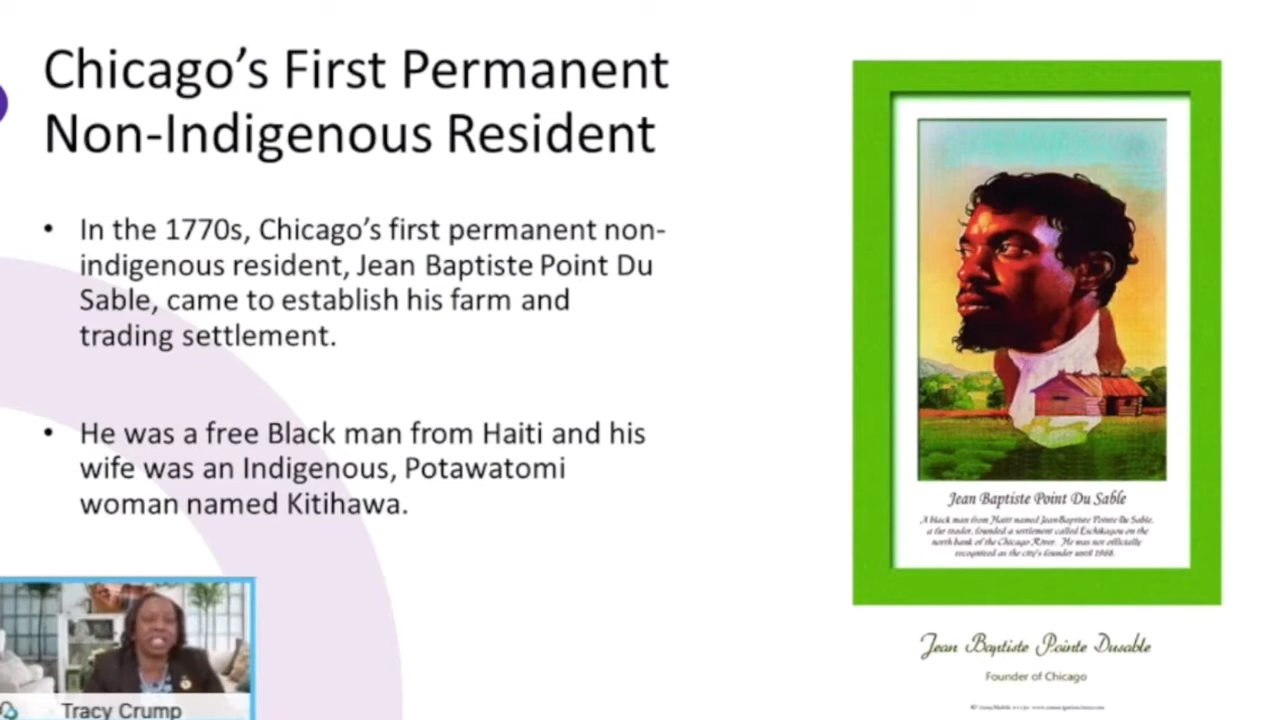 Chicago’s First Permanent
Non-Indigenous Resident
• In the 1770s, Chicago’s first permanent non-
indigenous resident, Jean Baptiste Point Du
Sable, came to establish his farm and
trading settlement.
• He was a free Black man from Haiti and his
wife was an Indigenous, Potawatomi
woman named Kitihawa.
Jean Baptiste Point Du Sable
A black man from Haiti named Jean Baptiste Pointe Du Sable,
a fur trader, founded a settlement called Eschikagou on the
north bank of the Chicago River. He was not officially
recognized as the city's founder until 1968.
Jean Baptiste Pointe Dusable
Founder of Chicago
Tracy Crump